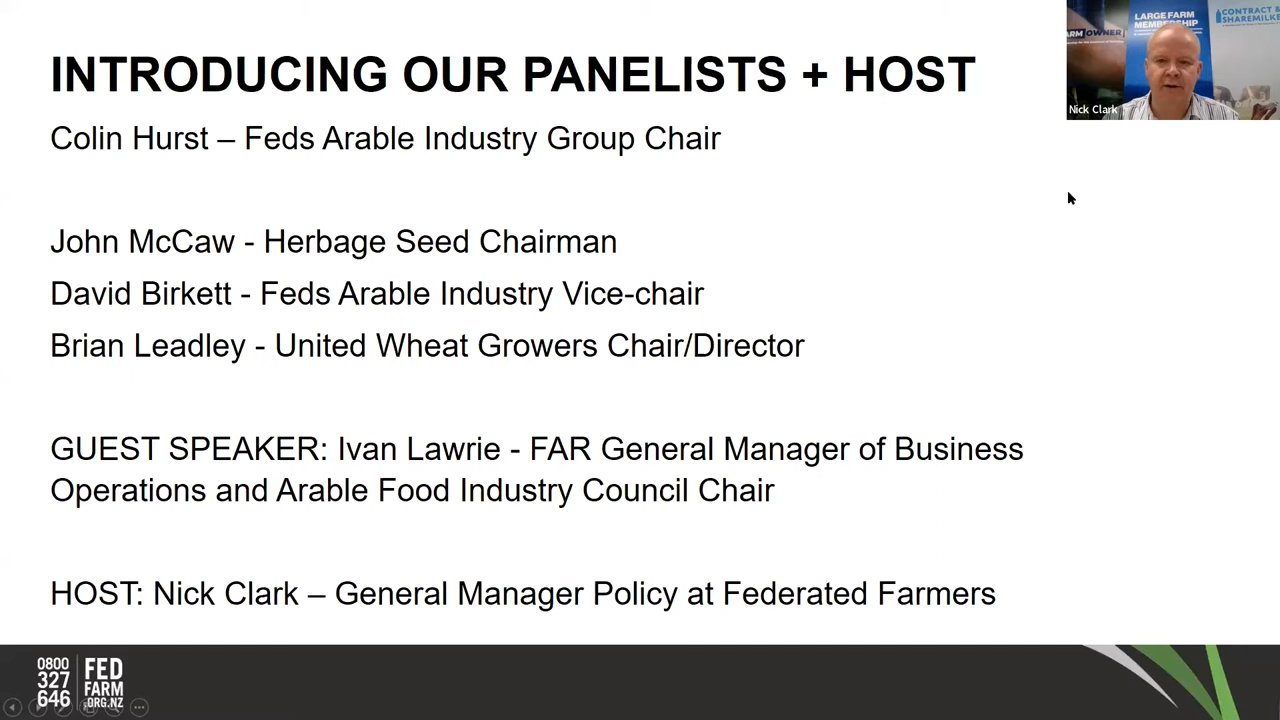 INTRODUCING OUR PANELISTS + HOST
Colin Hurst – Feds Arable Industry Group Chair
John McCaw - Herbage Seed Chairman
David Birkett - Feds Arable Industry Vice-chair
Brian Leadley - United Wheat Growers Chair/Director
GUEST SPEAKER: Ivan Lawrie - FAR General Manager of Business
Operations and Arable Food Industry Council Chair
HOST: Nick Clark – General Manager Policy at Federated Farmers
LARGE FARM
MEMBERSHIP
CONTRACT &
SHAREMILKE
ARM OWNER
Nick Clark
0800
327
646
FED
FARM
.ORG.NZ